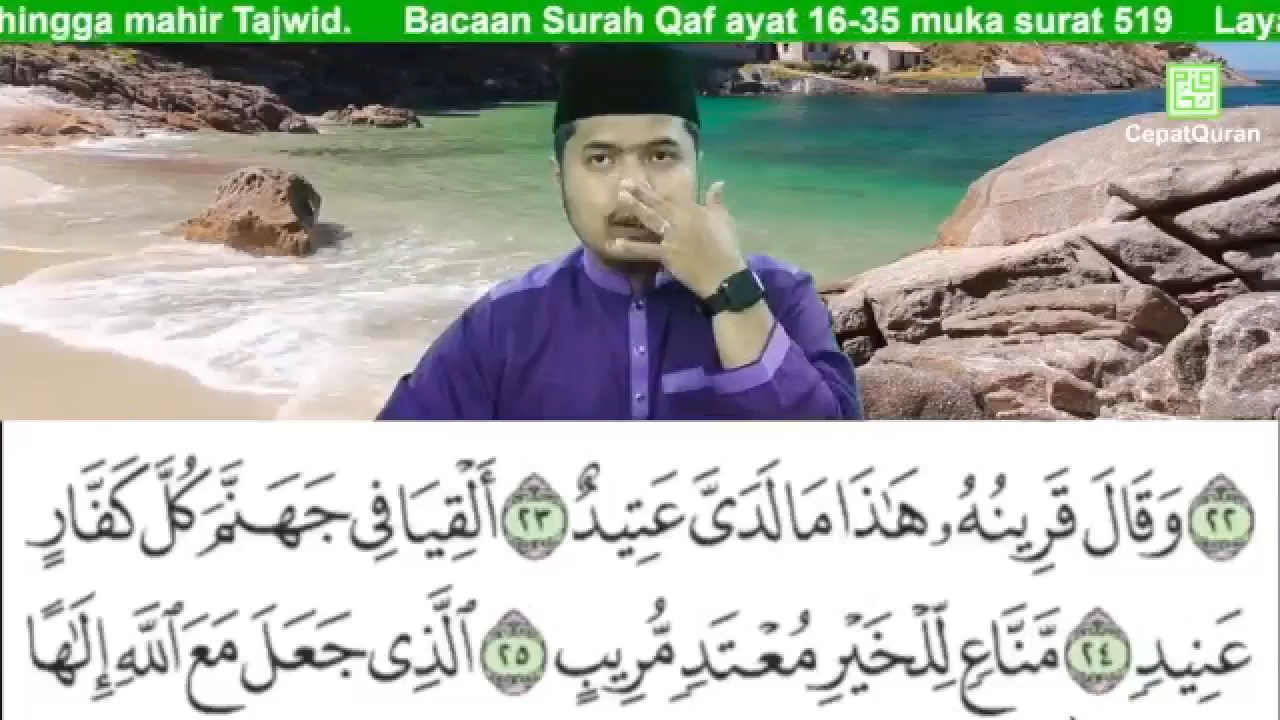 hingga mahir Tajwid. Bacaan Surah Qaf ayat 16-35 muka surat 519 Lay
CepatQuran
٢٢ وَقَالَ قَرِينُهُۥ هَٰذَا مَا لَدَىَّ عَتِيدٌ ٢٣ أَلْقِيَا فِى جَهَنَّمَ كُلَّ كَفَّارٍ
عَنِيدٍ ٢٤ مَّنَّاعٍ لِّلْخَيْرِ مُعْتَدٍ مُّرِيبٍ ٢٥ ٱلَّذِى جَعَلَ مَعَ ٱللَّهِ إِلَٰهًا